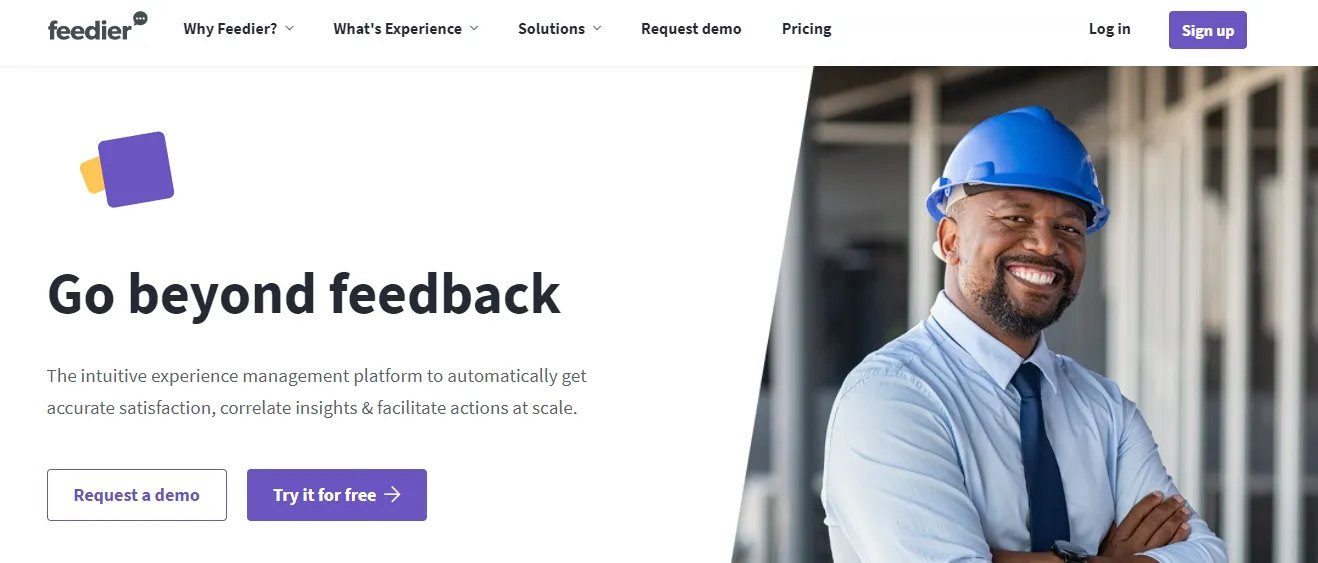 feedier Why Feedier? What's Experience Solutions Request demo Pricing Log in Sign up
Go beyond feedback
The intuitive experience management platform to automatically get
accurate satisfaction, correlate insights & facilitate actions at scale.
Request a demo Try it for free →